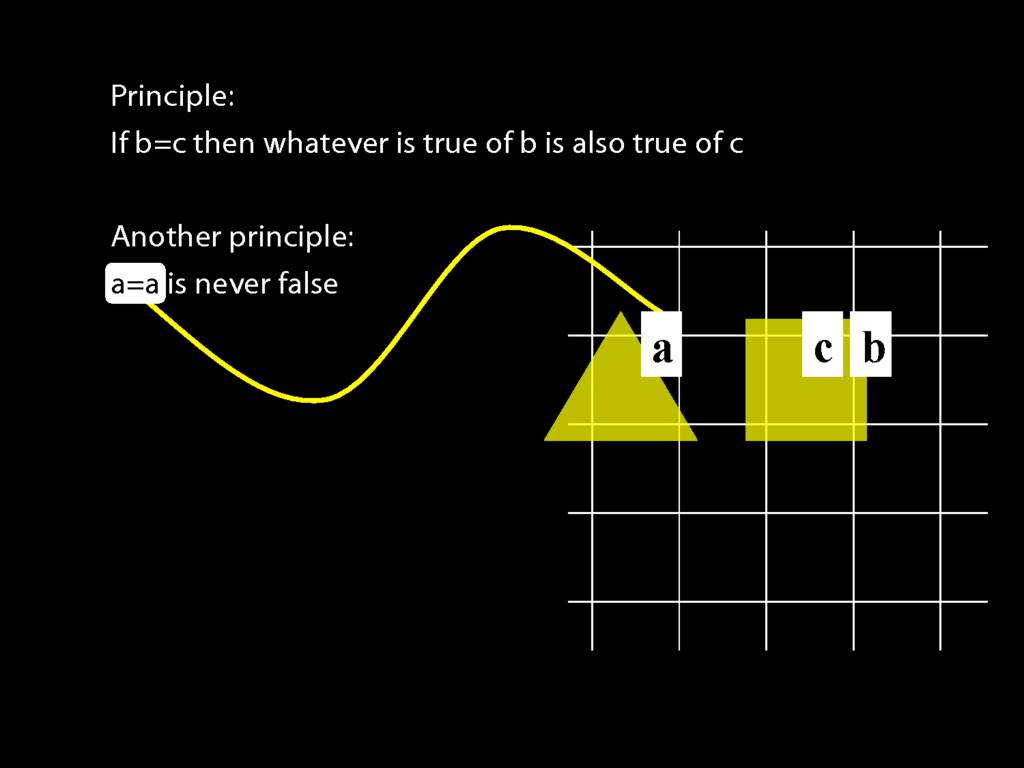 Principle:
If b=c then whatever is true of b is also true of c
Another principle:
a=a is never false
a
c b